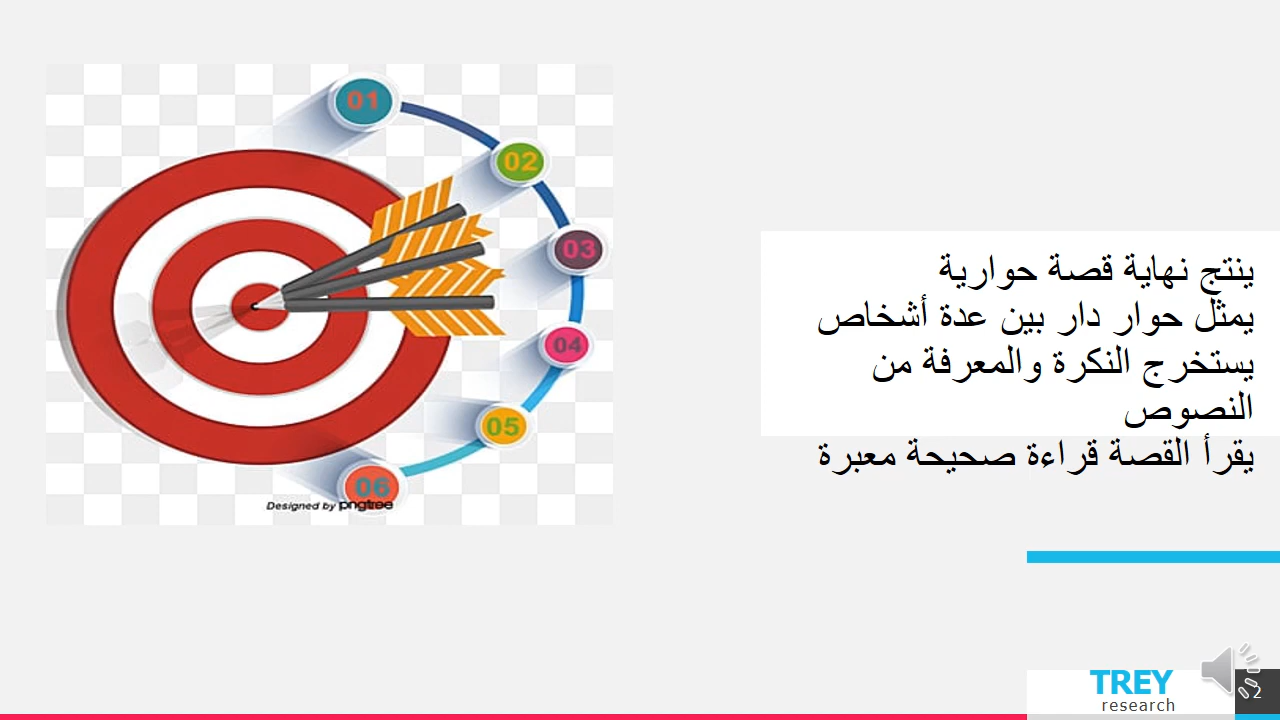 01
02
03
04
05
06
Designed by pngtree
ينتج نهاية قصة حوارية
يمثل حوار دار بين عدة أشخاص
يستخرج النكرة والمعرفة من
النصوص
يقرأ القصة قراءة صحيحة معبرة
TREY
research
2